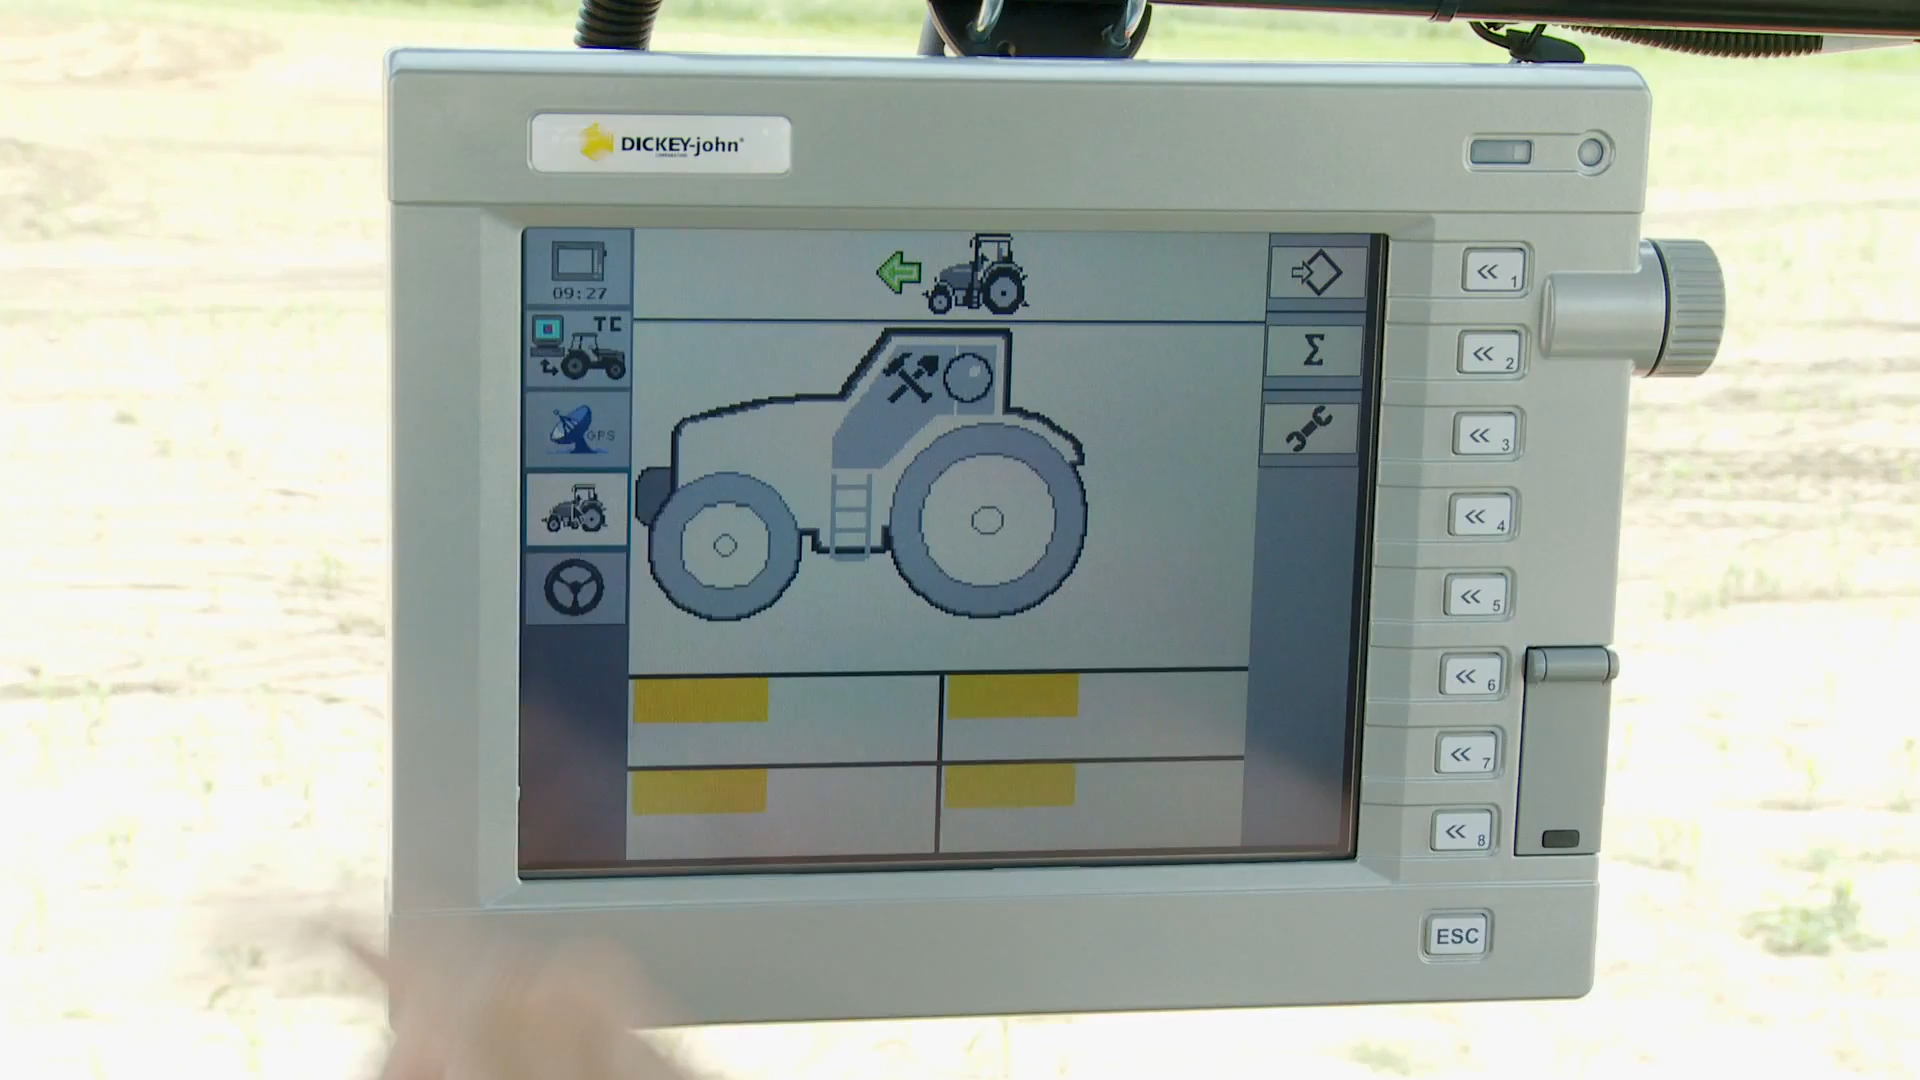 DICKEY-john®
09:27
TC
GPS
Σ
<< 1
<< 2
<< 3
<< 4
<< 5
<< 6
<< 7
<< 8
ESC